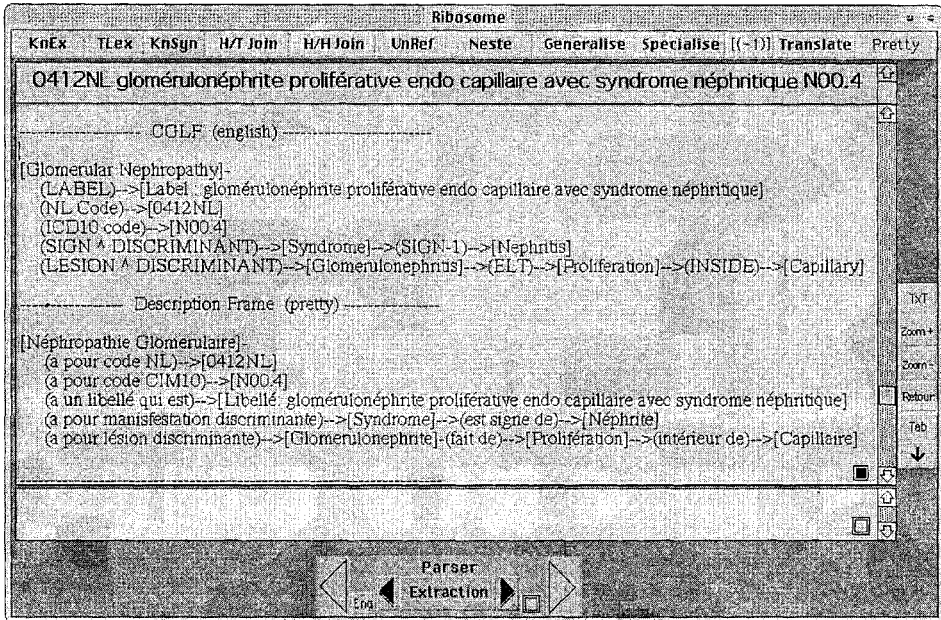 Ribosome
KnEx TLex KnSyn H/T Join H/H Join UnRef Neste Generalise Specialise [(~1)] Translate Pretty
0412NL glomérulonéphrite proliférative endo capillaire avec syndrome néphritique N00.4
-------------------- CGLF (english) -------------------------
[Glomerular Nephropathy]-
(LABEL)-->[Label : glomérulonéphrite proliférative endo capillaire avec syndrome néphritique]
(NL Code)-->[0412NL]
(ICD10 code)-->[N00.4]
(SIGN ^ DISCRIMINANT)-->[Syndrome]-->(SIGN-1)-->[Nephritis]
(LESION ^ DISCRIMINANT)-->[Glomerulonephritis]-->(ELT)-->[Proliferation]-->(INSIDE)-->[Capillary]
----------------- Description Frame (pretty) ----------------
[Néphropathie Glomerulaire]-
(a pour code NL)-->[0412NL]
(a pour code CIM10)-->[N00.4]
(a un libellé qui est)-->[Libellé: glomérulonéphrite proliférative endo capillaire avec syndrome néphritique]
(a pour manisfestation discriminante)-->[Syndrome]-->(est signe de)-->[Néphrite]
(a pour lésion discriminante)-->[Glomerulonephrite]-(fait de)-->[Prolifération]-->(intérieur de)-->[Capillaire]
TXT
Zoom +
Zoom -
Retour
Tab
Parser
Extraction
Eng